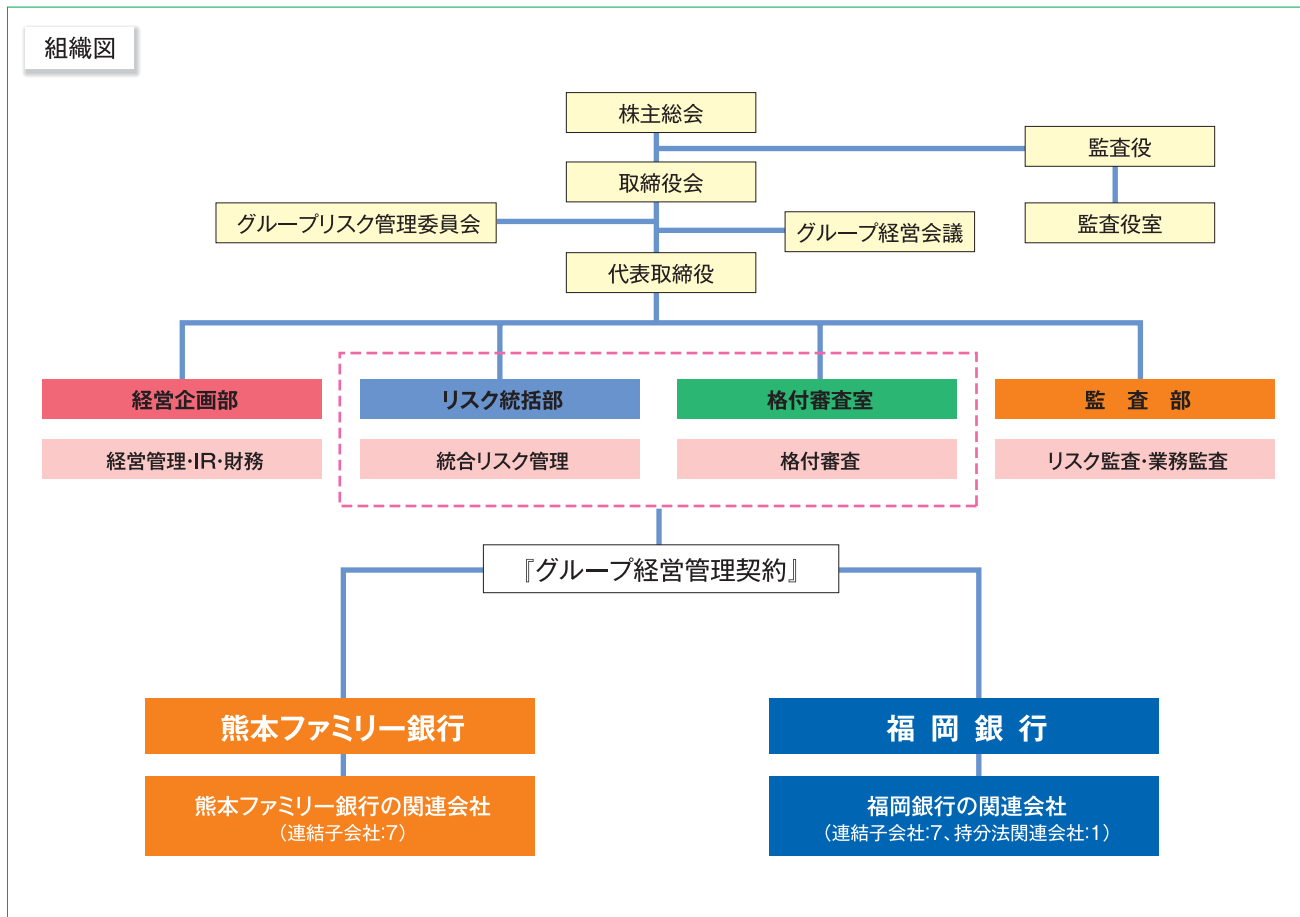 組織図
株主総会
監査役
取締役会
グループリスク管理委員会
監査役室
グループ経営会議
代表取締役
経営企画部
リスク統括部
格付審査室
監　査　部
経営管理・IR・財務
統合リスク管理
格付審査
リスク監査・業務監査
『グループ経営管理契約』
熊本ファミリー銀行
福 岡 銀 行
熊本ファミリー銀行の関連会社
（連結子会社:7）
福岡銀行の関連会社
（連結子会社:7、持分法関連会社:1）